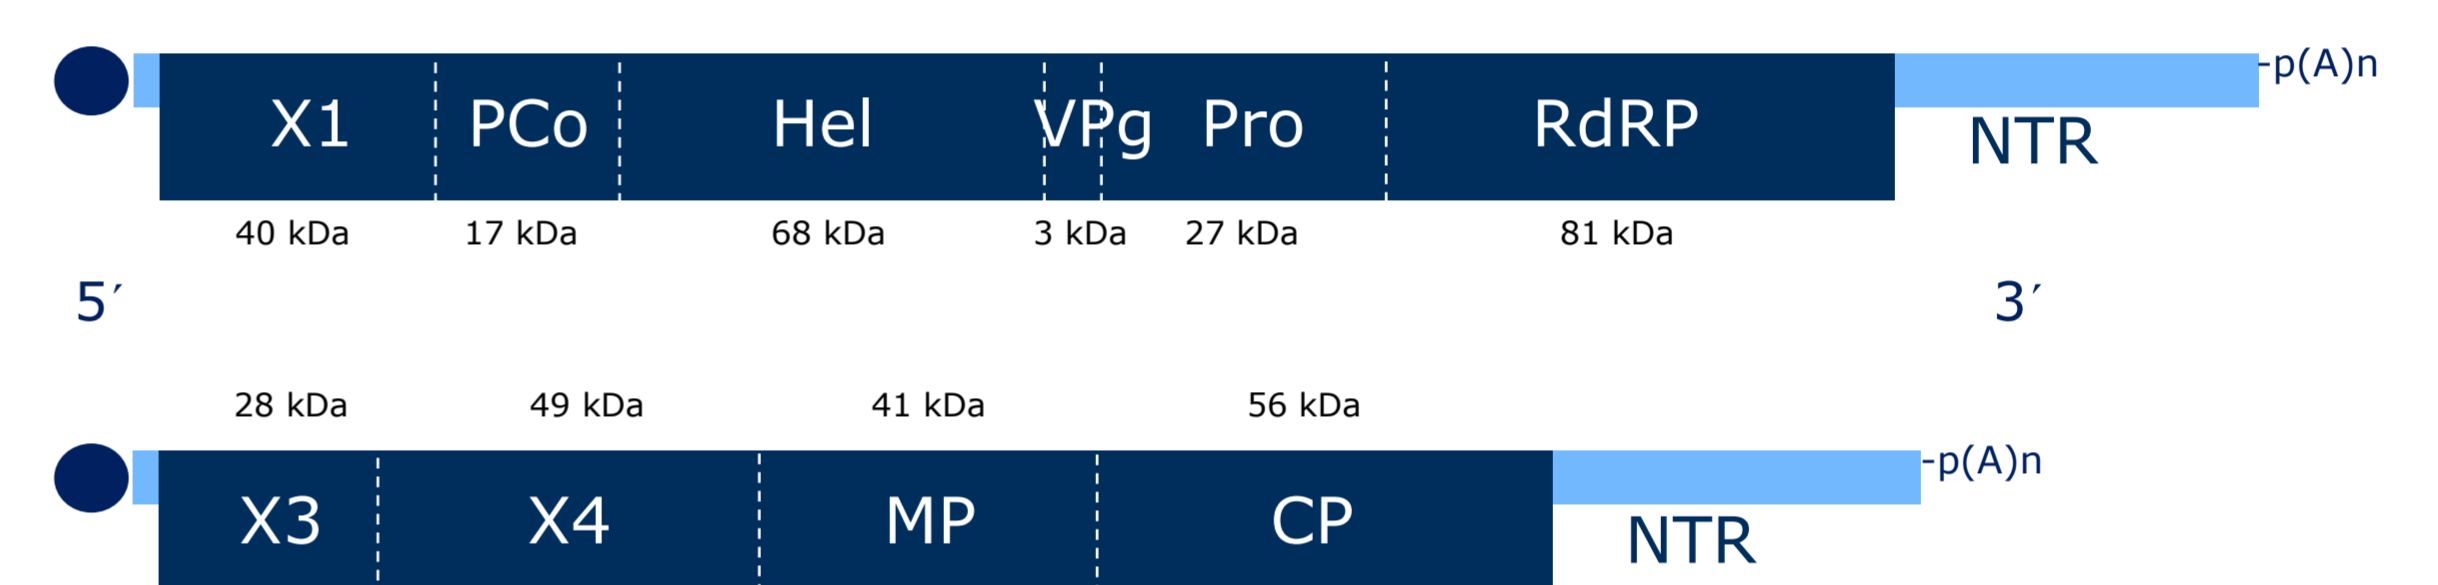 -p(A)n
X1 PCo Hel VPg Pro RdRP
NTR
40 kDa 17 kDa 68 kDa 3 kDa 27 kDa 81 kDa
5′ 3′
28 kDa 49 kDa 41 kDa 56 kDa
-p(A)n
X3 X4 MP CP
NTR